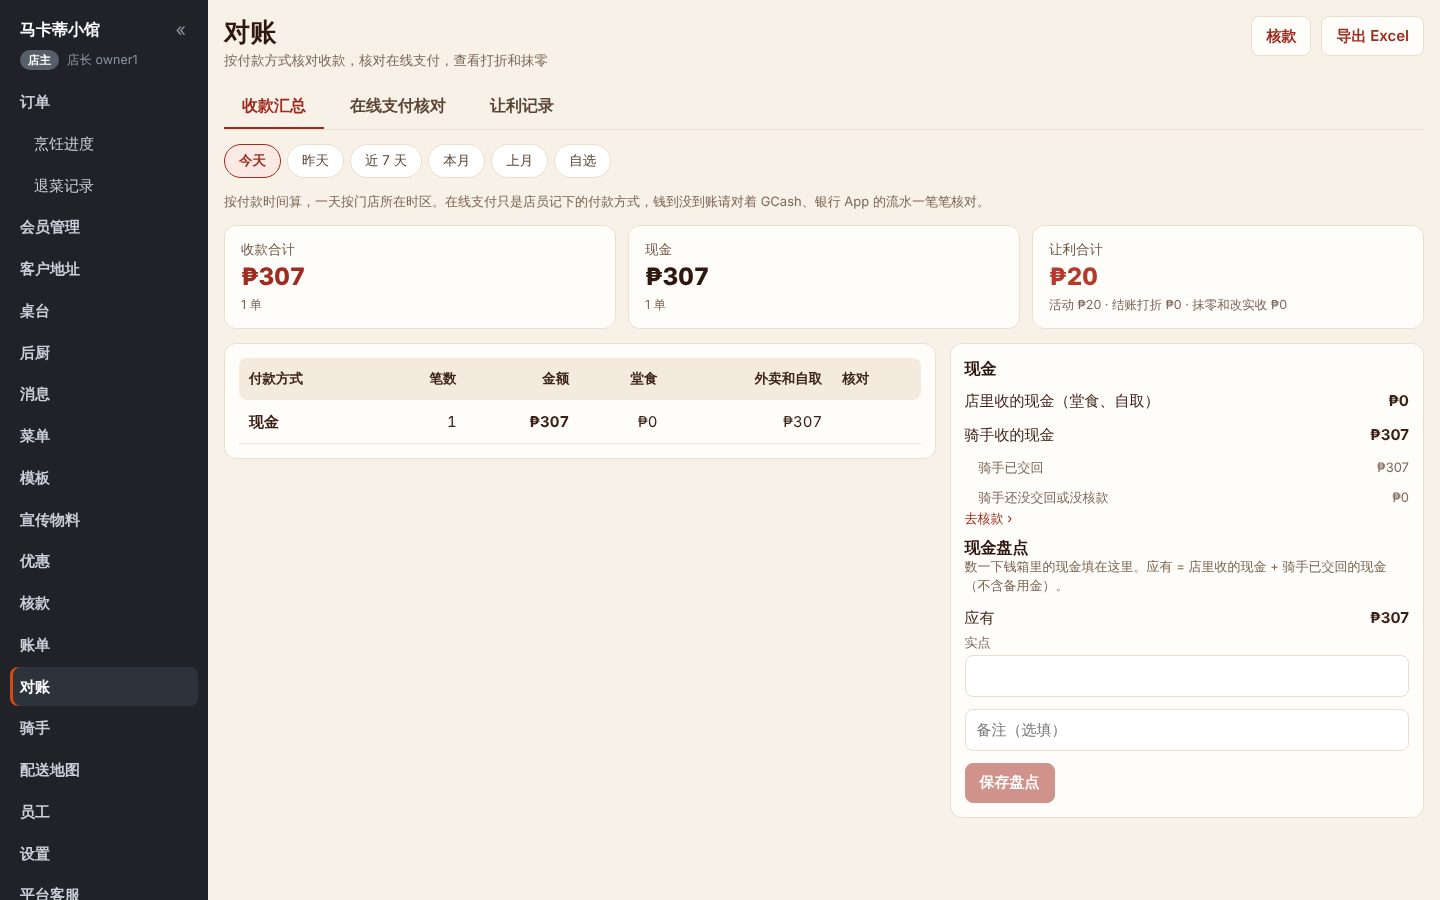 马卡蒂小馆 «
店主 店长 owner1
订单
烹饪进度
退菜记录
会员管理
客户地址
桌台
后厨
消息
菜单
模板
宣传物料
优惠
核款
账单
对账
骑手
配送地图
员工
设置
平台客服
对账
按付款方式核对收款，核对在线支付，查看打折和抹零
核款 导出 Excel
收款汇总 在线支付核对 让利记录
今天 昨天 近 7 天 本月 上月 自选
按付款时间算，一天按门店所在时区。在线支付只是店员记下的付款方式，钱到没到账请对着 GCash、银行 App 的流水一笔笔核对。
收款合计
₱307
1 单
现金
₱307
1 单
让利合计
₱20
活动 ₱20 · 结账打折 ₱0 · 抹零和改实收 ₱0
付款方式 笔数 金额 堂食 外卖和自取 核对
现金 1 ₱307 ₱0 ₱307
现金
店里收的现金（堂食、自取） ₱0
骑手收的现金 ₱307
骑手已交回 ₱307
骑手还没交回或没核款 ₱0
去核款 ›
现金盘点
数一下钱箱里的现金填在这里。应有 = 店里收的现金 + 骑手已交回的现金
（不含备用金）。
应有 ₱307
实点
备注（选填）
保存盘点